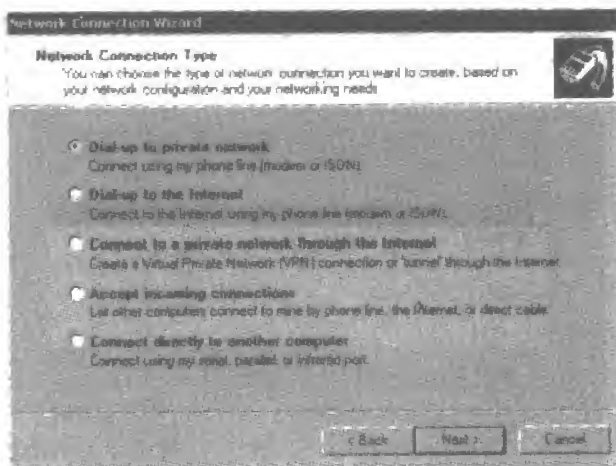 Network Connection Wizard
Network Connection Type
You can choose the type of network connection you want to create, based on
your network configuration and your networking needs.
Dial-up to private network
Connect using my phone line (modem or ISDN).
Dial-up to the Internet
Connect to the Internet using my phone line (modem or ISDN).
Connect to a private network through the Internet
Create a Virtual Private Network (VPN) connection or 'tunnel' through the Internet.
Accept incoming connections
Let other computers connect to mine by phone line, the Internet, or direct cable.
Connect directly to another computer
Connect using my serial, parallel, or infrared port.
< Back
Next >
Cancel